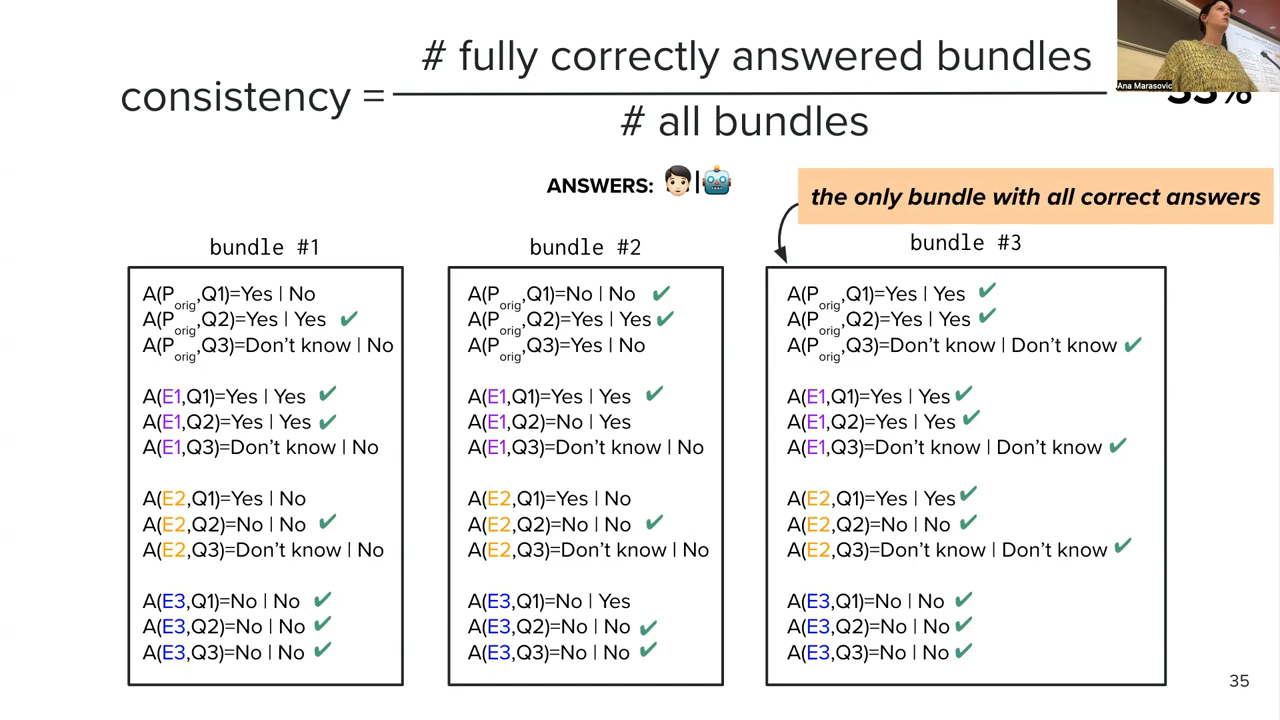 # fully correctly answered bundles
consistency =
# all bundles
Ana Marasovic
ANSWERS: |
the only bundle with all correct answers
bundle #1
A(Porig,Q1)=Yes | No
A(Porig,Q2)=Yes | Yes ✔
A(Porig,Q3)=Don't know | No
A(E1,Q1)=Yes | Yes ✔
A(E1,Q2)=Yes | Yes ✔
A(E1,Q3)=Don't know | No
A(E2,Q1)=Yes | No
A(E2,Q2)=No | No ✔
A(E2,Q3)=Don't know | No
A(E3,Q1)=No | No ✔
A(E3,Q2)=No | No ✔
A(E3,Q3)=No | No ✔
bundle #2
A(Porig,Q1)=No | No ✔
A(Porig,Q2)=Yes | Yes ✔
A(Porig,Q3)=Yes | No
A(E1,Q1)=Yes | Yes ✔
A(E1,Q2)=No | Yes
A(E1,Q3)=Don't know | No
A(E2,Q1)=Yes | No
A(E2,Q2)=No | No ✔
A(E2,Q3)=Don't know | No
A(E3,Q1)=No | Yes
A(E3,Q2)=No | No ✔
A(E3,Q3)=No | No ✔
bundle #3
A(Porig,Q1)=Yes | Yes ✔
A(Porig,Q2)=Yes | Yes ✔
A(Porig,Q3)=Don't know | Don't know ✔
A(E1,Q1)=Yes | Yes ✔
A(E1,Q2)=Yes | Yes ✔
A(E1,Q3)=Don't know | Don't know ✔
A(E2,Q1)=Yes | Yes ✔
A(E2,Q2)=No | No ✔
A(E2,Q3)=Don't know | Don't know ✔
A(E3,Q1)=No | No ✔
A(E3,Q2)=No | No ✔
A(E3,Q3)=No | No ✔
35